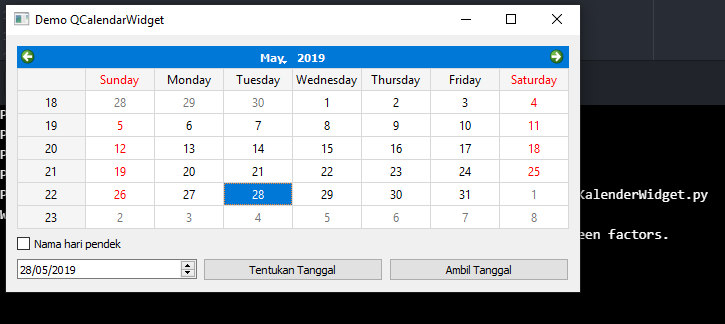 Demo QCalendarWidget
May, 2019
Sunday Monday Tuesday Wednesday Thursday Friday Saturday
18 28 29 30 1 2 3 4
19 5 6 7 8 9 10 11
20 12 13 14 15 16 17 18
21 19 20 21 22 23 24 25
22 26 27 28 29 30 31 1
23 2 3 4 5 6 7 8
Nama hari pendek
28/05/2019 Tentukan Tanggal Ambil Tanggal
KalenderWidget.py
een factors.